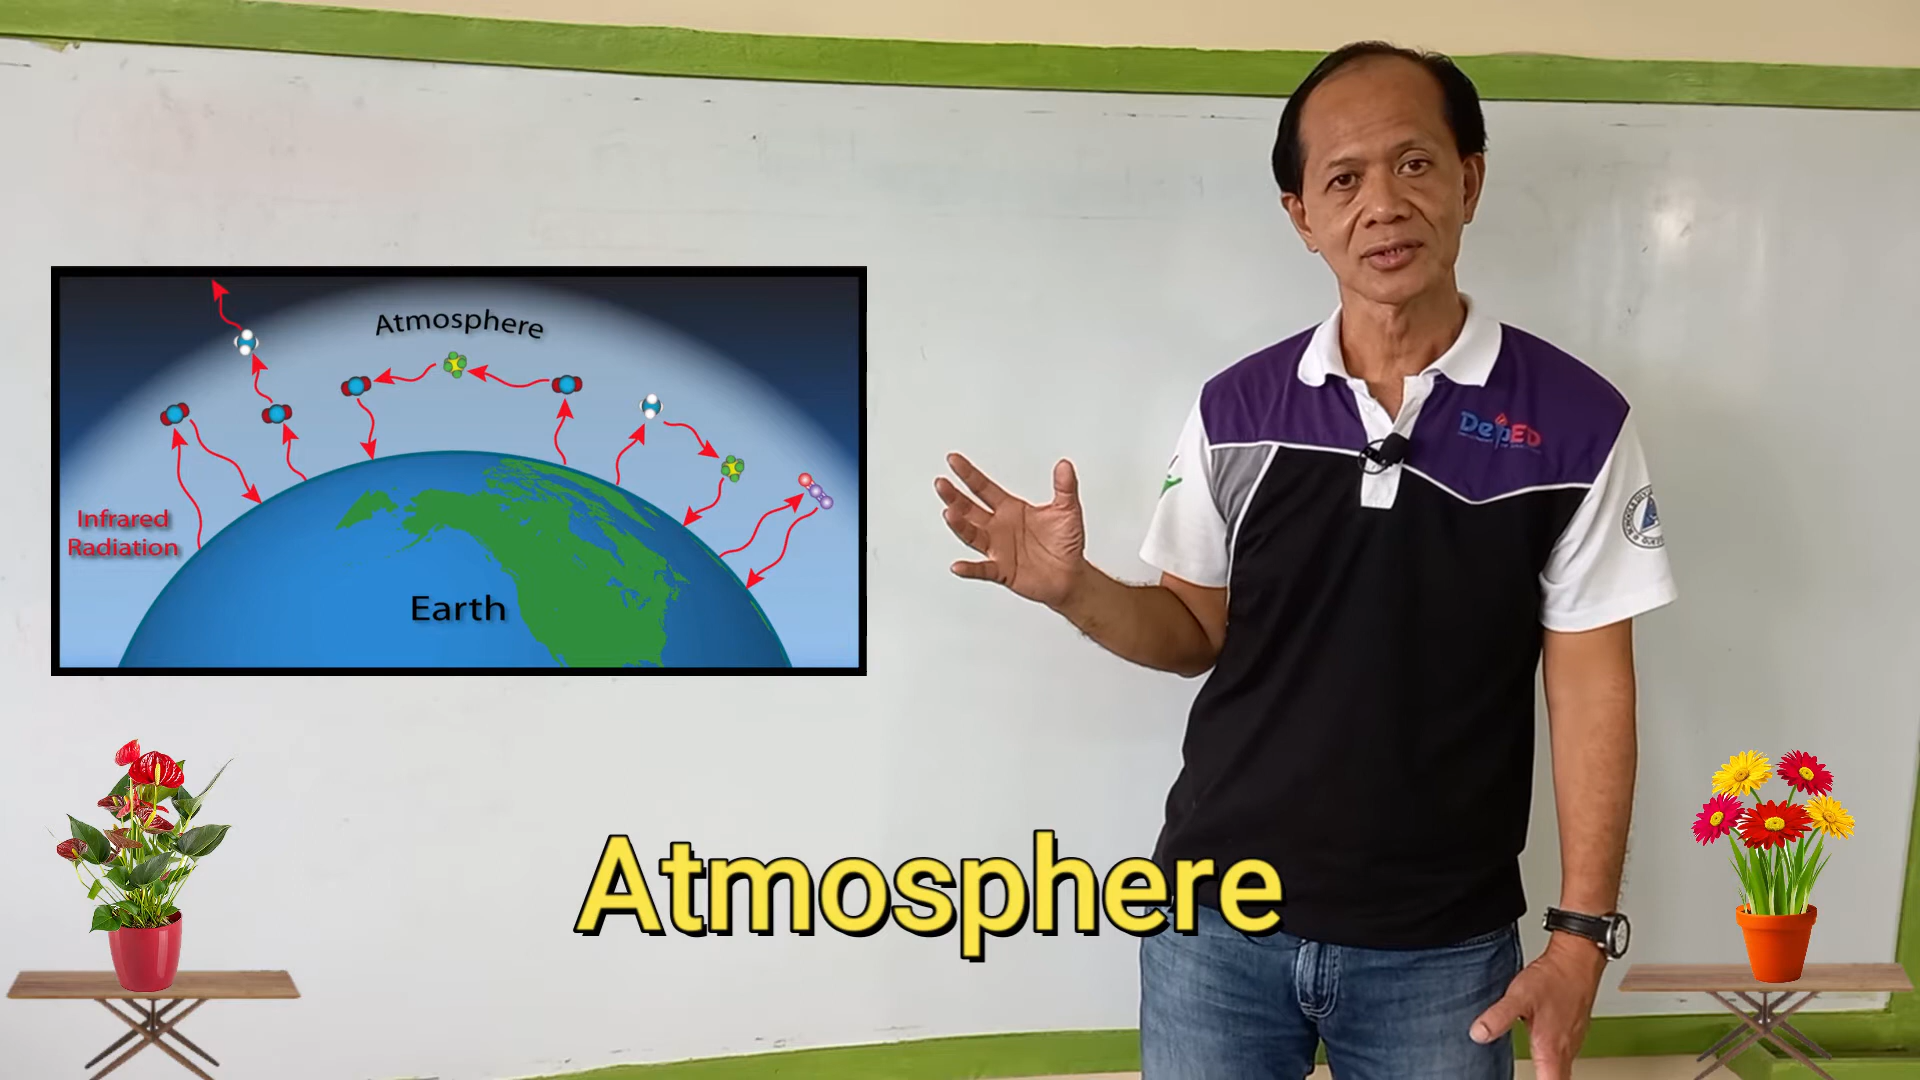 Atmosphere
Infrared
Radiation
Earth
DepED
Atmosphere